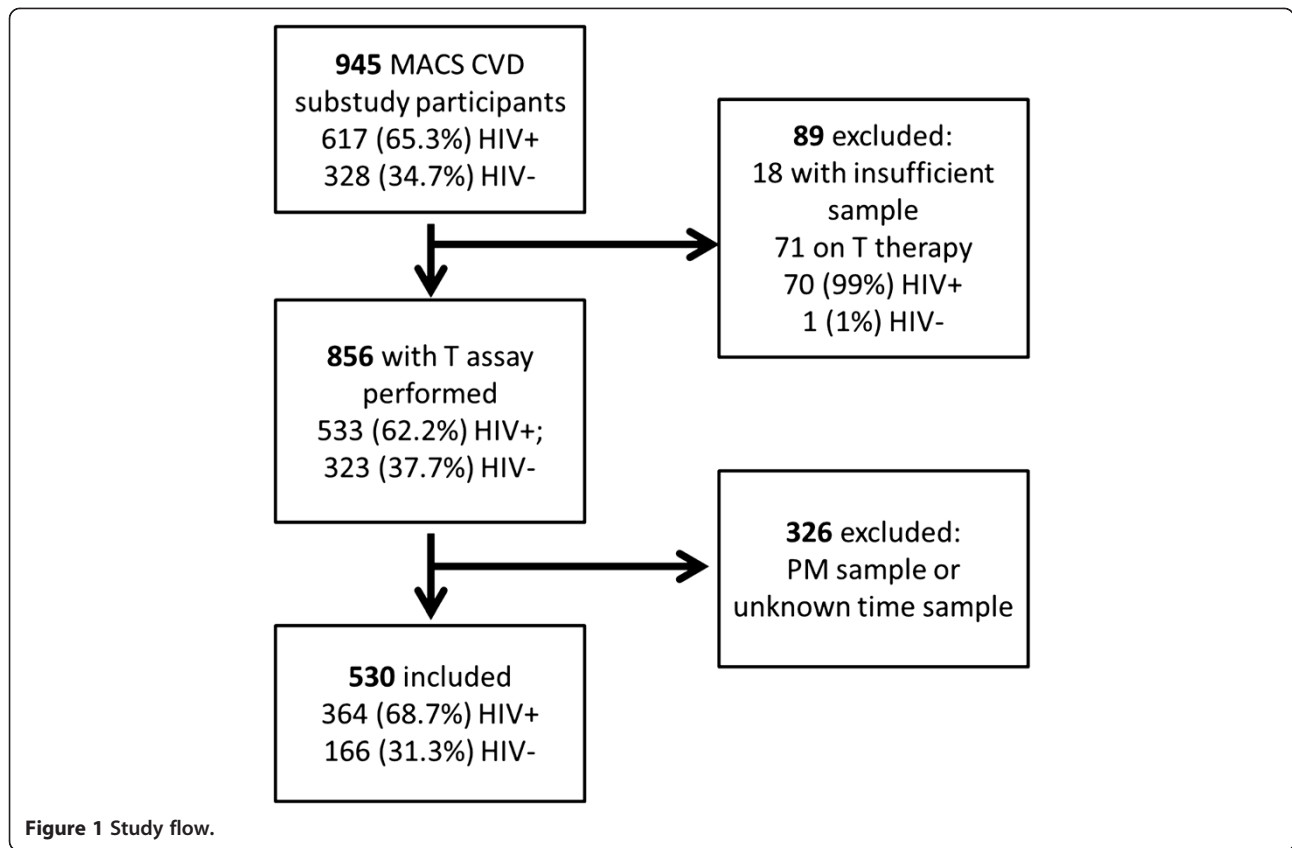 945 MACS CVD
substudy participants
617 (65.3%) HIV+
328 (34.7%) HIV-
89 excluded:
18 with insufficient
sample
71 on T therapy
70 (99%) HIV+
1 (1%) HIV-
856 with T assay
performed
533 (62.2%) HIV+;
323 (37.7%) HIV-
326 excluded:
PM sample or
unknown time sample
530 included
364 (68.7%) HIV+
166 (31.3%) HIV-
Figure 1 Study flow.